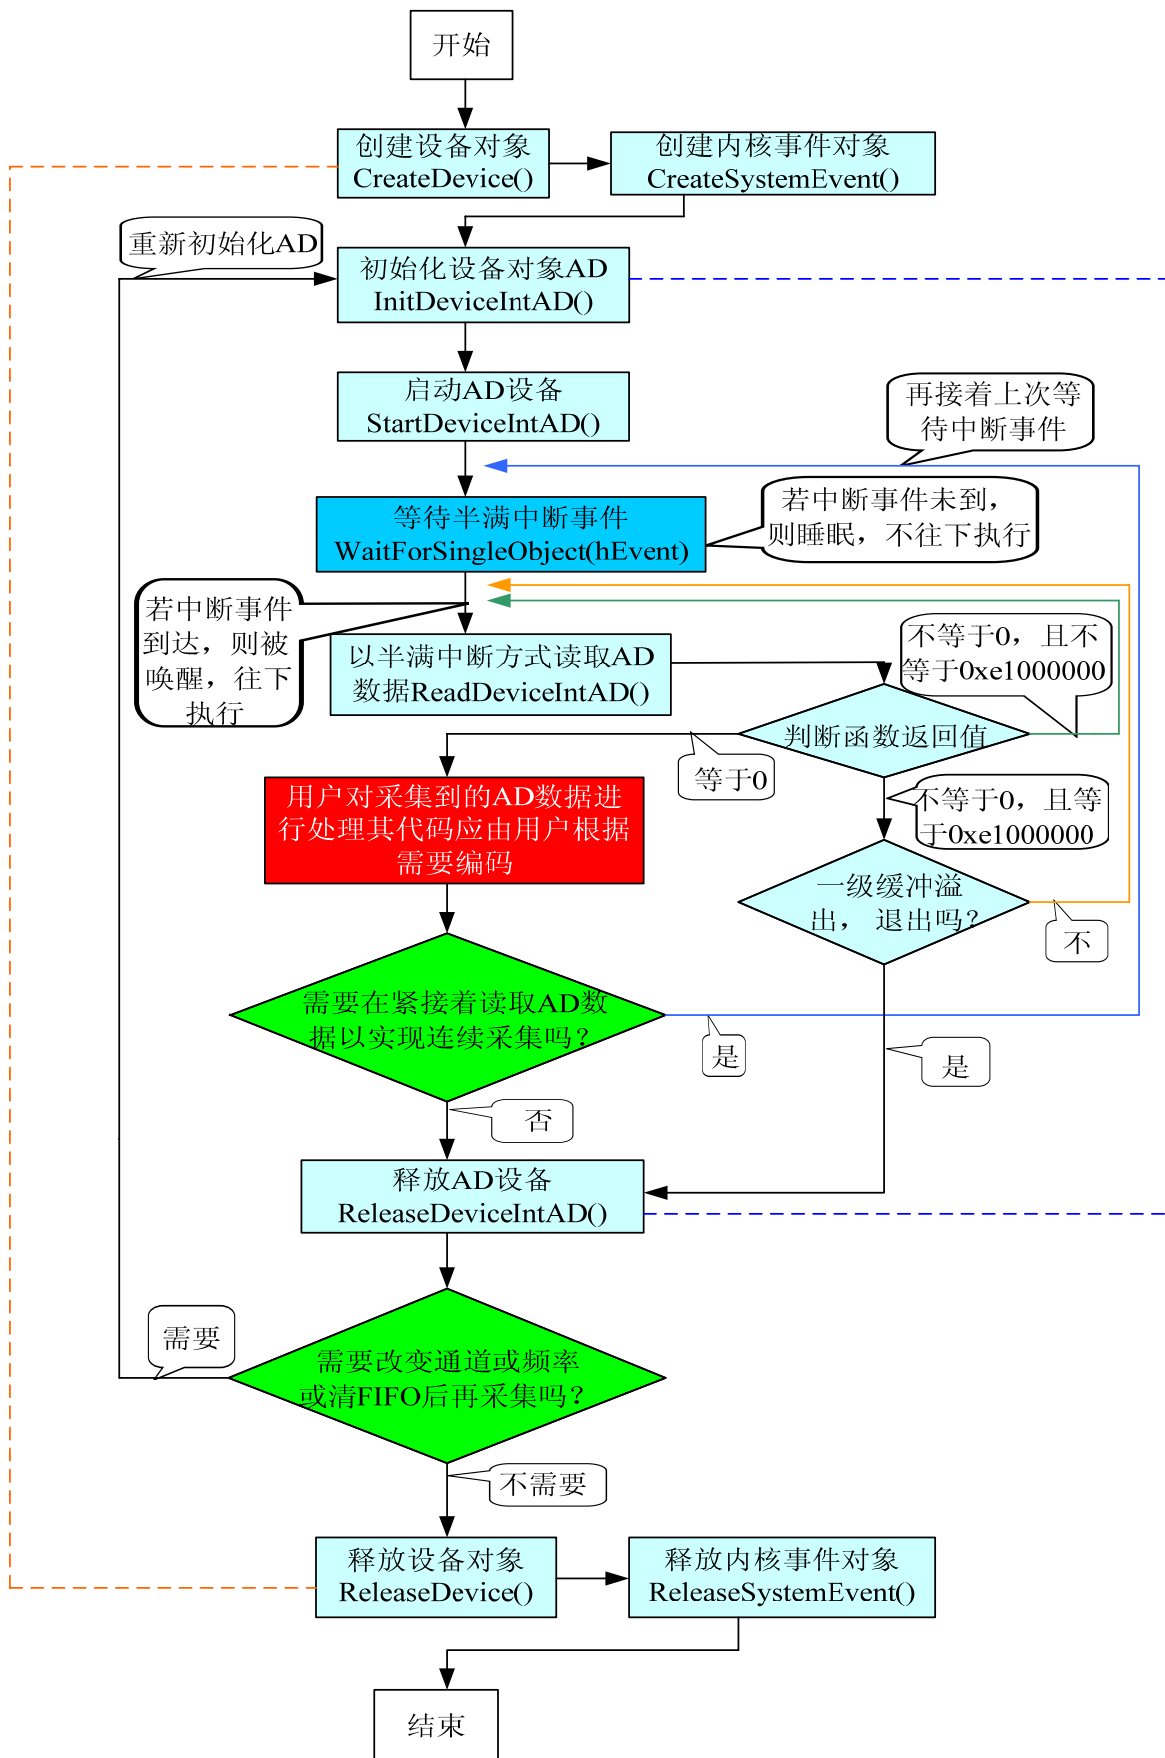 开始
创建设备对象
CreateDevice()
创建内核事件对象
CreateSystemEvent()
重新初始化AD
初始化设备对象AD
InitDeviceIntAD()
启动AD设备
StartDeviceIntAD()
再接着上次等
待中断事件
等待半满中断事件
WaitForSingleObject(hEvent)
若中断事件未到，
则睡眠，不往下执行
若中断事件
到达，则被
唤醒，往下
执行
以半满中断方式读取AD
数据ReadDeviceIntAD()
不等于0，且不
等于0xe1000000
判断函数返回值
等于0
不等于0，且等
于0xe1000000
用户对采集到的AD数据进
行处理其代码应由用户根据
需要编码
一级缓冲溢
出， 退出吗？
不
需要在紧接着读取AD数
据以实现连续采集吗？
是
是
否
释放AD设备
ReleaseDeviceIntAD()
需要
需要改变通道或频率
或清FIFO后再采集吗？
不需要
释放设备对象
ReleaseDevice()
释放内核事件对象
ReleaseSystemEvent()
结束